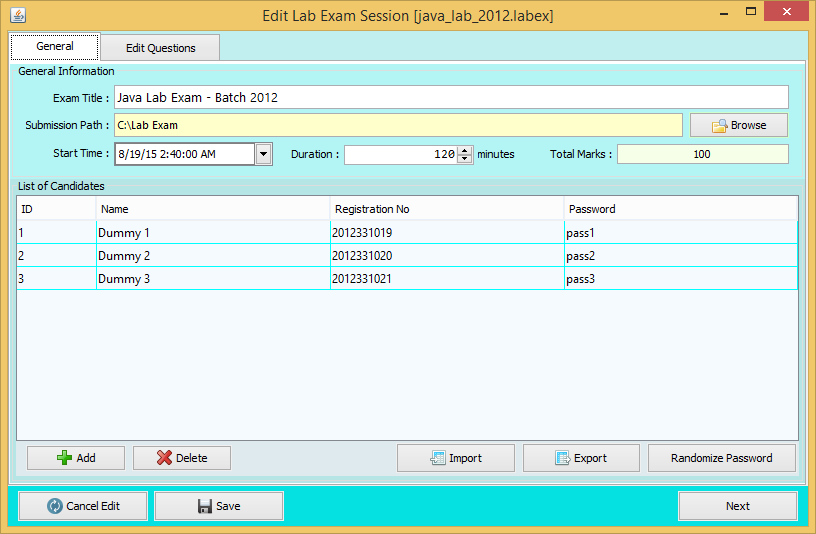 Edit Lab Exam Session [java_lab_2012.labex]
General Edit Questions
General Information
Exam Title : Java Lab Exam - Batch 2012
Submission Path : C:\Lab Exam Browse
Start Time : 8/19/15 2:40:00 AM Duration : 120 minutes Total Marks : 100
List of Candidates
ID Name Registration No Password
1 Dummy 1 2012331019 pass1
2 Dummy 2 2012331020 pass2
3 Dummy 3 2012331021 pass3
Add Delete Import Export Randomize Password
Cancel Edit Save Next